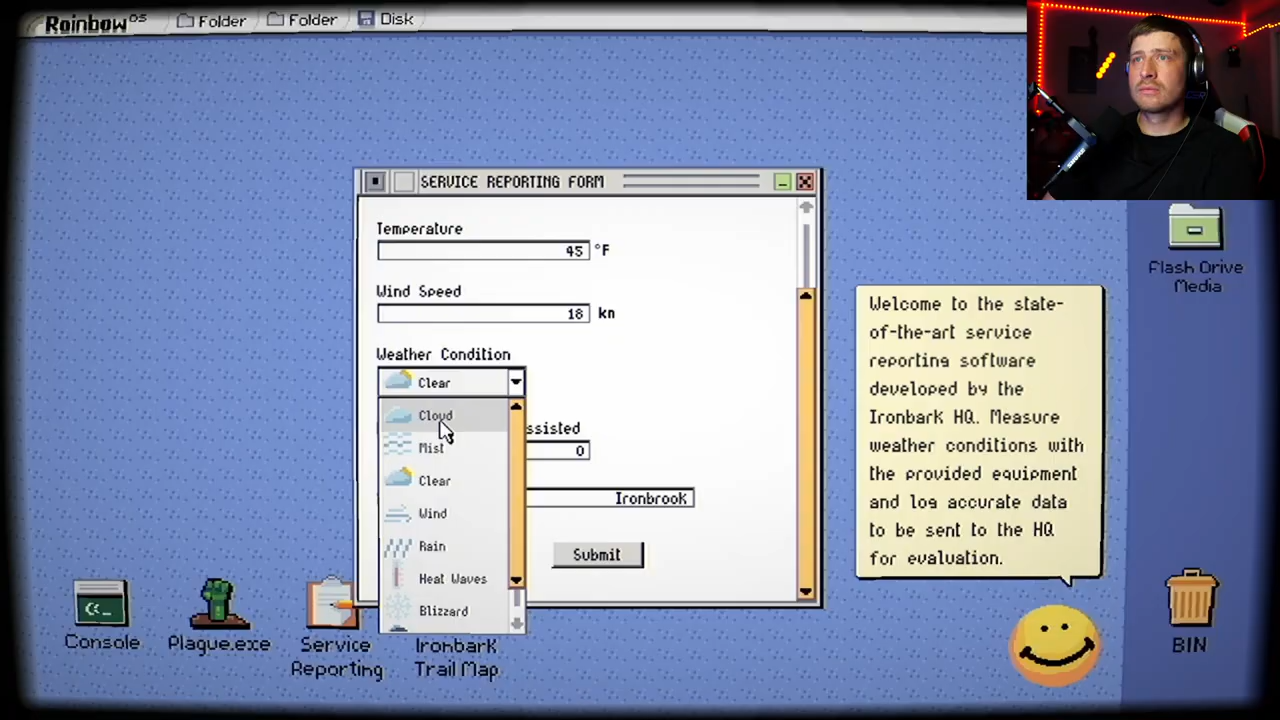 RainbowOS
Folder
Folder
Disk
SERVICE REPORTING FORM
Temperature
45 °F
Wind Speed
18 kn
Weather Condition
Clear
Cloud
Mist
Clear
Wind
Rain
Heat Waves
Blizzard
ssisted
0
Ironbrook
Submit
Welcome to the state-
of-the-art service
reporting software
developed by the
Ironbark HQ. Measure
weather conditions with
the provided equipment
and log accurate data
to be sent to the HQ
for evaluation.
Flash Drive
Media
Console
Plague.exe
Service
Reporting
Ironbark
Trail Map
BIN